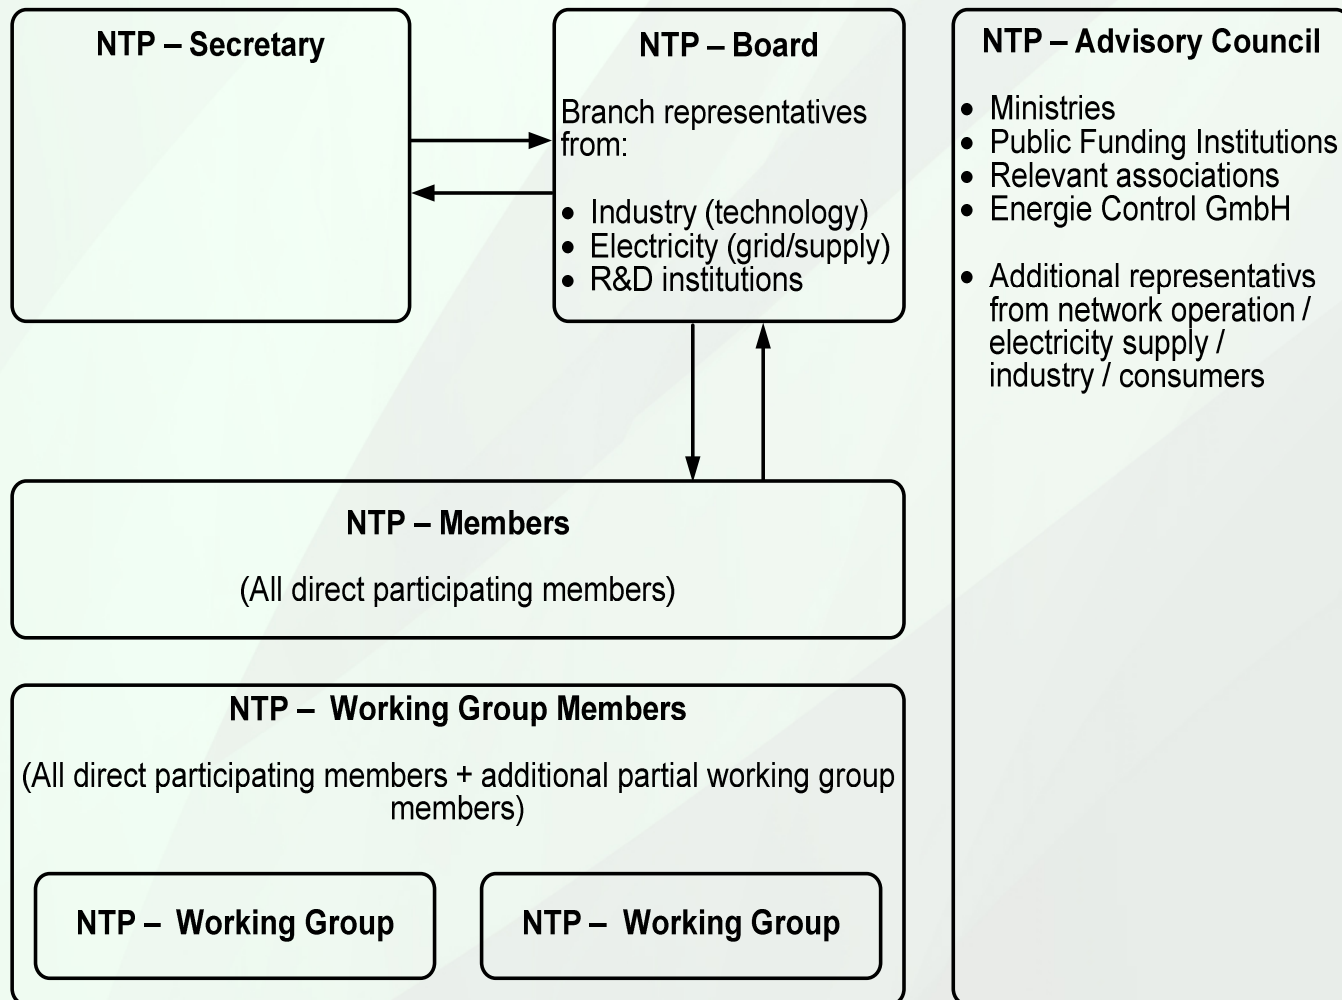 NTP – Secretary
NTP – Board
Branch representatives
from:
• Industry (technology)
• Electricity (grid/supply)
• R&D institutions
NTP – Advisory Council
• Ministries
• Public Funding Institutions
• Relevant associations
• Energie Control GmbH
• Additional representativs
from network operation /
electricity supply /
industry / consumers
NTP – Members
(All direct participating members)
NTP – Working Group Members
(All direct participating members + additional partial working group
members)
NTP – Working Group
NTP – Working Group